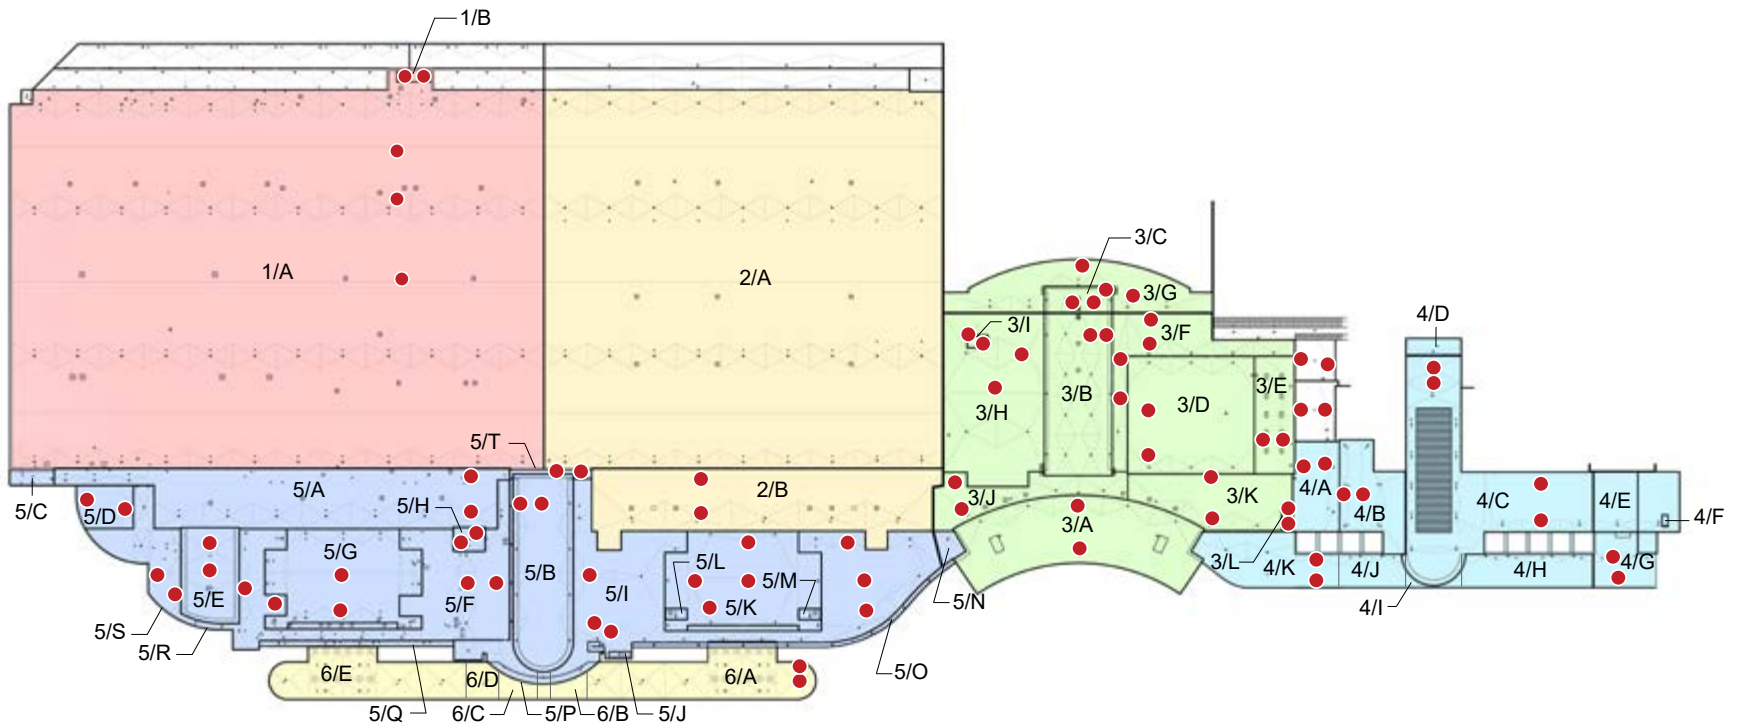 1/B
3/C
1/A
2/A
3/G
3/I
3/F
4/D
3/B
3/E
3/H
3/D
5/T
5/A
2/B
5/C
5/H
5/D
3/J
3/K
4/A
4/B
4/C
4/E
4/F
3/A
5/G
5/L
5/M
3/L
4/K
4/J
4/H
4/G
5/B
5/E
5/F
5/I
5/K
5/N
4/I
5/S
5/R
5/O
6/E
6/D
6/A
5/Q
6/C
5/P
6/B
5/J